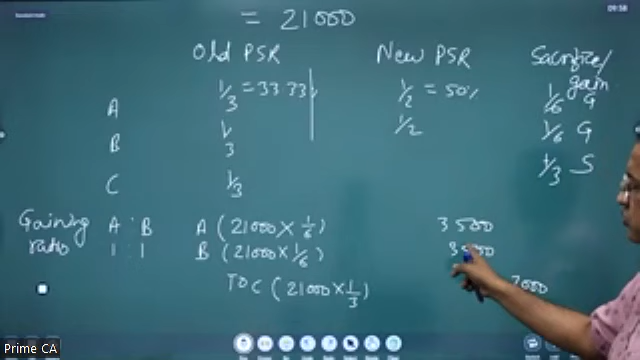 09:58
= 21000
Old PSR New PSR Sacrifice/
gain
A 1/3 = 33.33% 1/2 = 50% 1/6 G
B 1/3 1/2 1/6 G
C 1/3 1/3 S
Gaining A : B A (21000 × 1/6) 3500
ratio 1 : 1 B (21000 × 1/6) 3500
TO C (21000 × 1/3) 7000
Prime CA